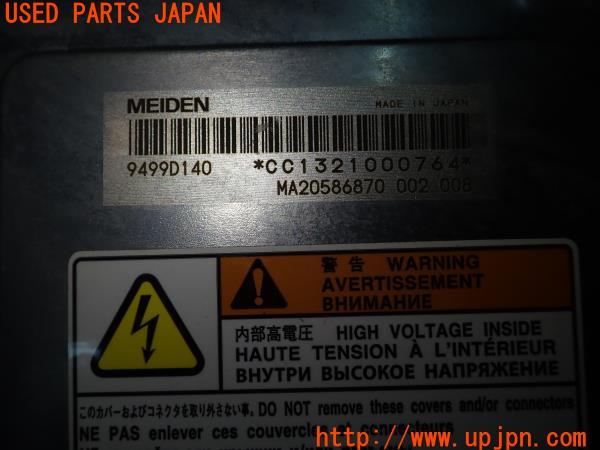 USED PARTS JAPAN
MEIDEN MADE IN JAPAN
9499D140 *CC1321000764*
MA20586870 002 008
警告 WARNING
AVERTISSEMENT
ВНИМАНИЕ
内部高電圧 HIGH VOLTAGE INSIDE
HAUTE TENSION À L'INTÉRIEUR
ВНУТРИ ВЫСОКОЕ НАПРЯЖЕНИЕ
このカバーおよびコネクタを取り外さない事。DO NOT remove these covers and/or connectors
NE PAS enlever ces couvercles et connecteurs
http://www.upjpn.com/